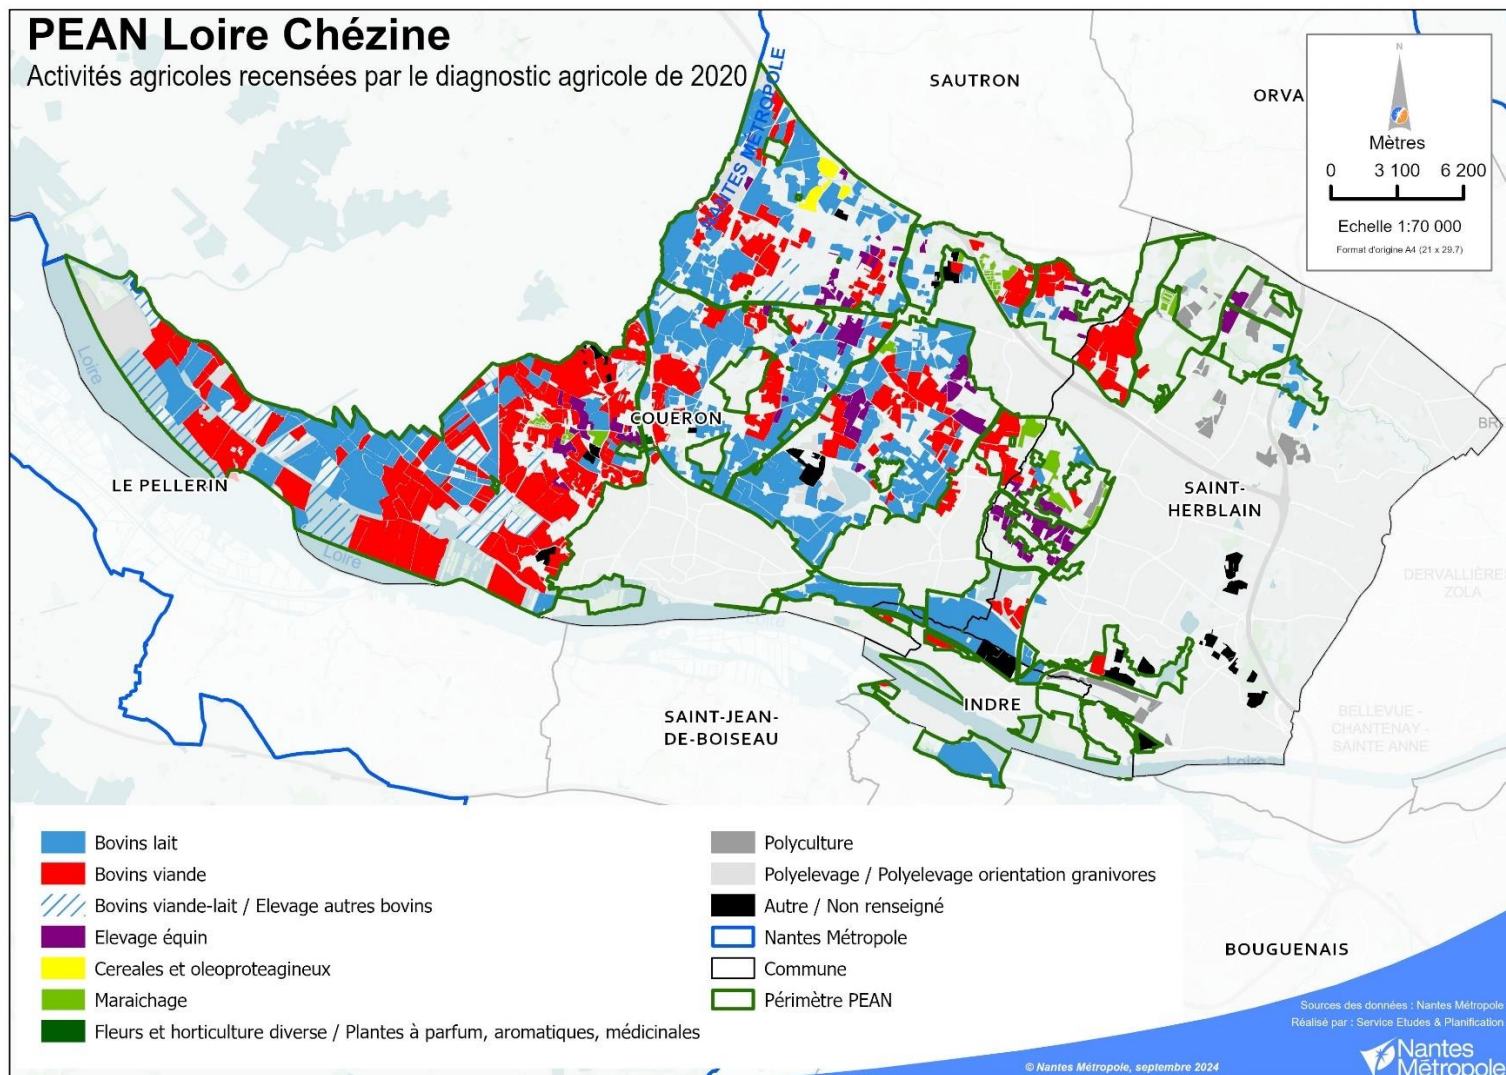 PEAN Loire Chézine
Activités agricoles recensées par le diagnostic agricole de 2020
NANTES MÉTROPOLE
SAUTRON
ORVA
N
Mètres
0 3 100 6 200
Echelle 1:70 000
Format d'origine A4 (21 x 29.7)
Loire
COUERON
LE PELLERIN
Loire
SAINT-
HERBLAIN
BR
DERVALLIÈRES
ZOLA
Loire
INDRE
SAINT-JEAN-
DE-BOISEAU
BELLEVUE -
CHANTENAY -
SAINTE ANNE
Loire
Bovins lait
Bovins viande
Bovins viande-lait / Elevage autres bovins
Elevage équin
Cereales et oleoproteagineux
Maraichage
Fleurs et horticulture diverse / Plantes à parfum, aromatiques, médicinales
Polyculture
Polyelevage / Polyelevage orientation granivores
Autre / Non renseigné
Nantes Métropole
Commune
Périmètre PEAN
BOUGUENAIS
Sources des données : Nantes Métropole
Réalisé par : Service Etudes & Planification
© Nantes Métropole, septembre 2024
Nantes
Métropole